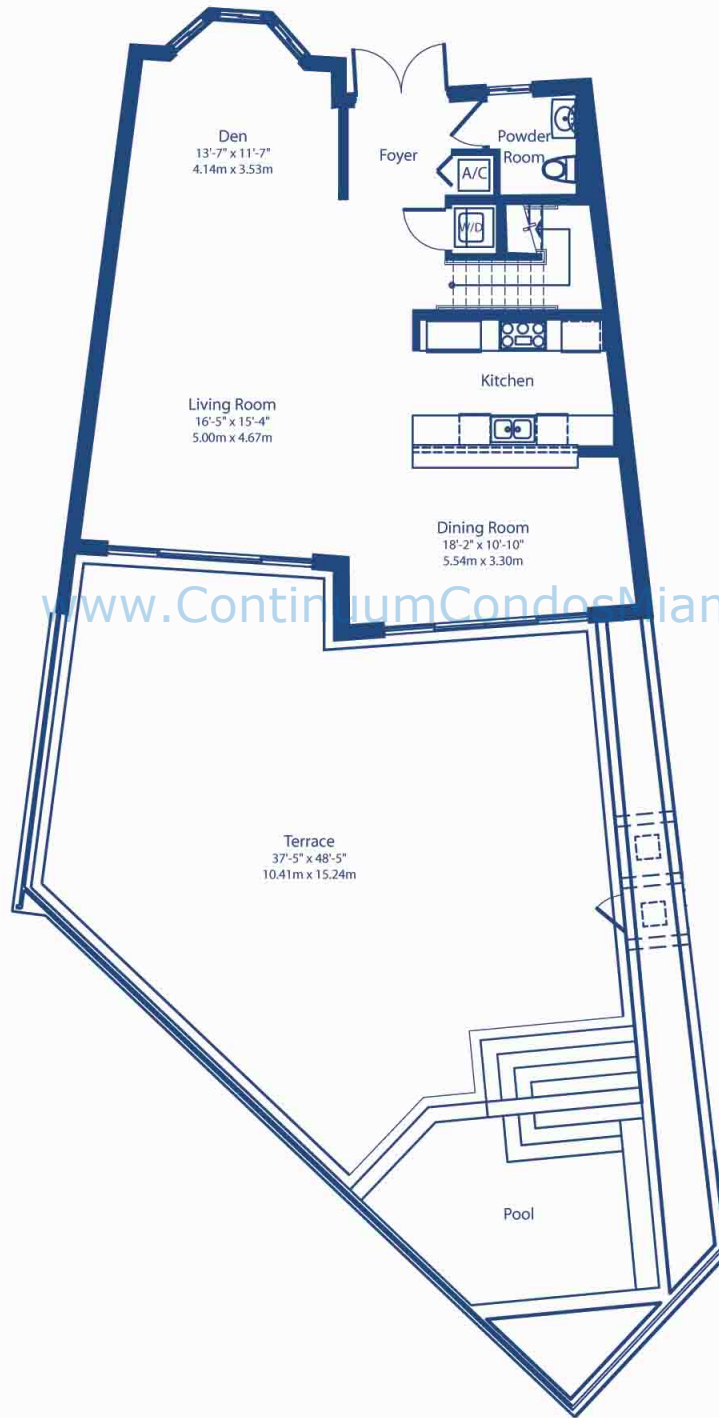 Den
13'-7" x 11'-7"
4.14m x 3.53m
Foyer
Powder
Room
A/C
W/D
Kitchen
Living Room
16'-5" x 15'-4"
5.00m x 4.67m
Dining Room
18'-2" x 10'-10"
5.54m x 3.30m
www.ContinuumCondosMiam
Terrace
37'-5" x 48'-5"
10.41m x 15.24m
Pool